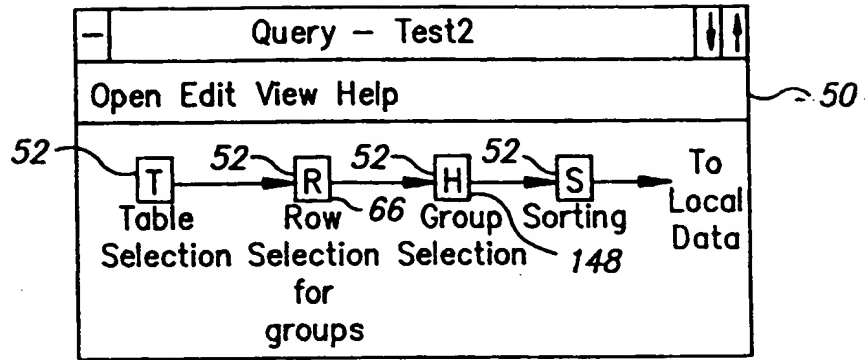 Query – Test2
Open Edit View Help
50
52 52 52 52
T R H S To
Local
Data
66 148
Table Row Group Sorting
Selection Selection Selection
for
groups